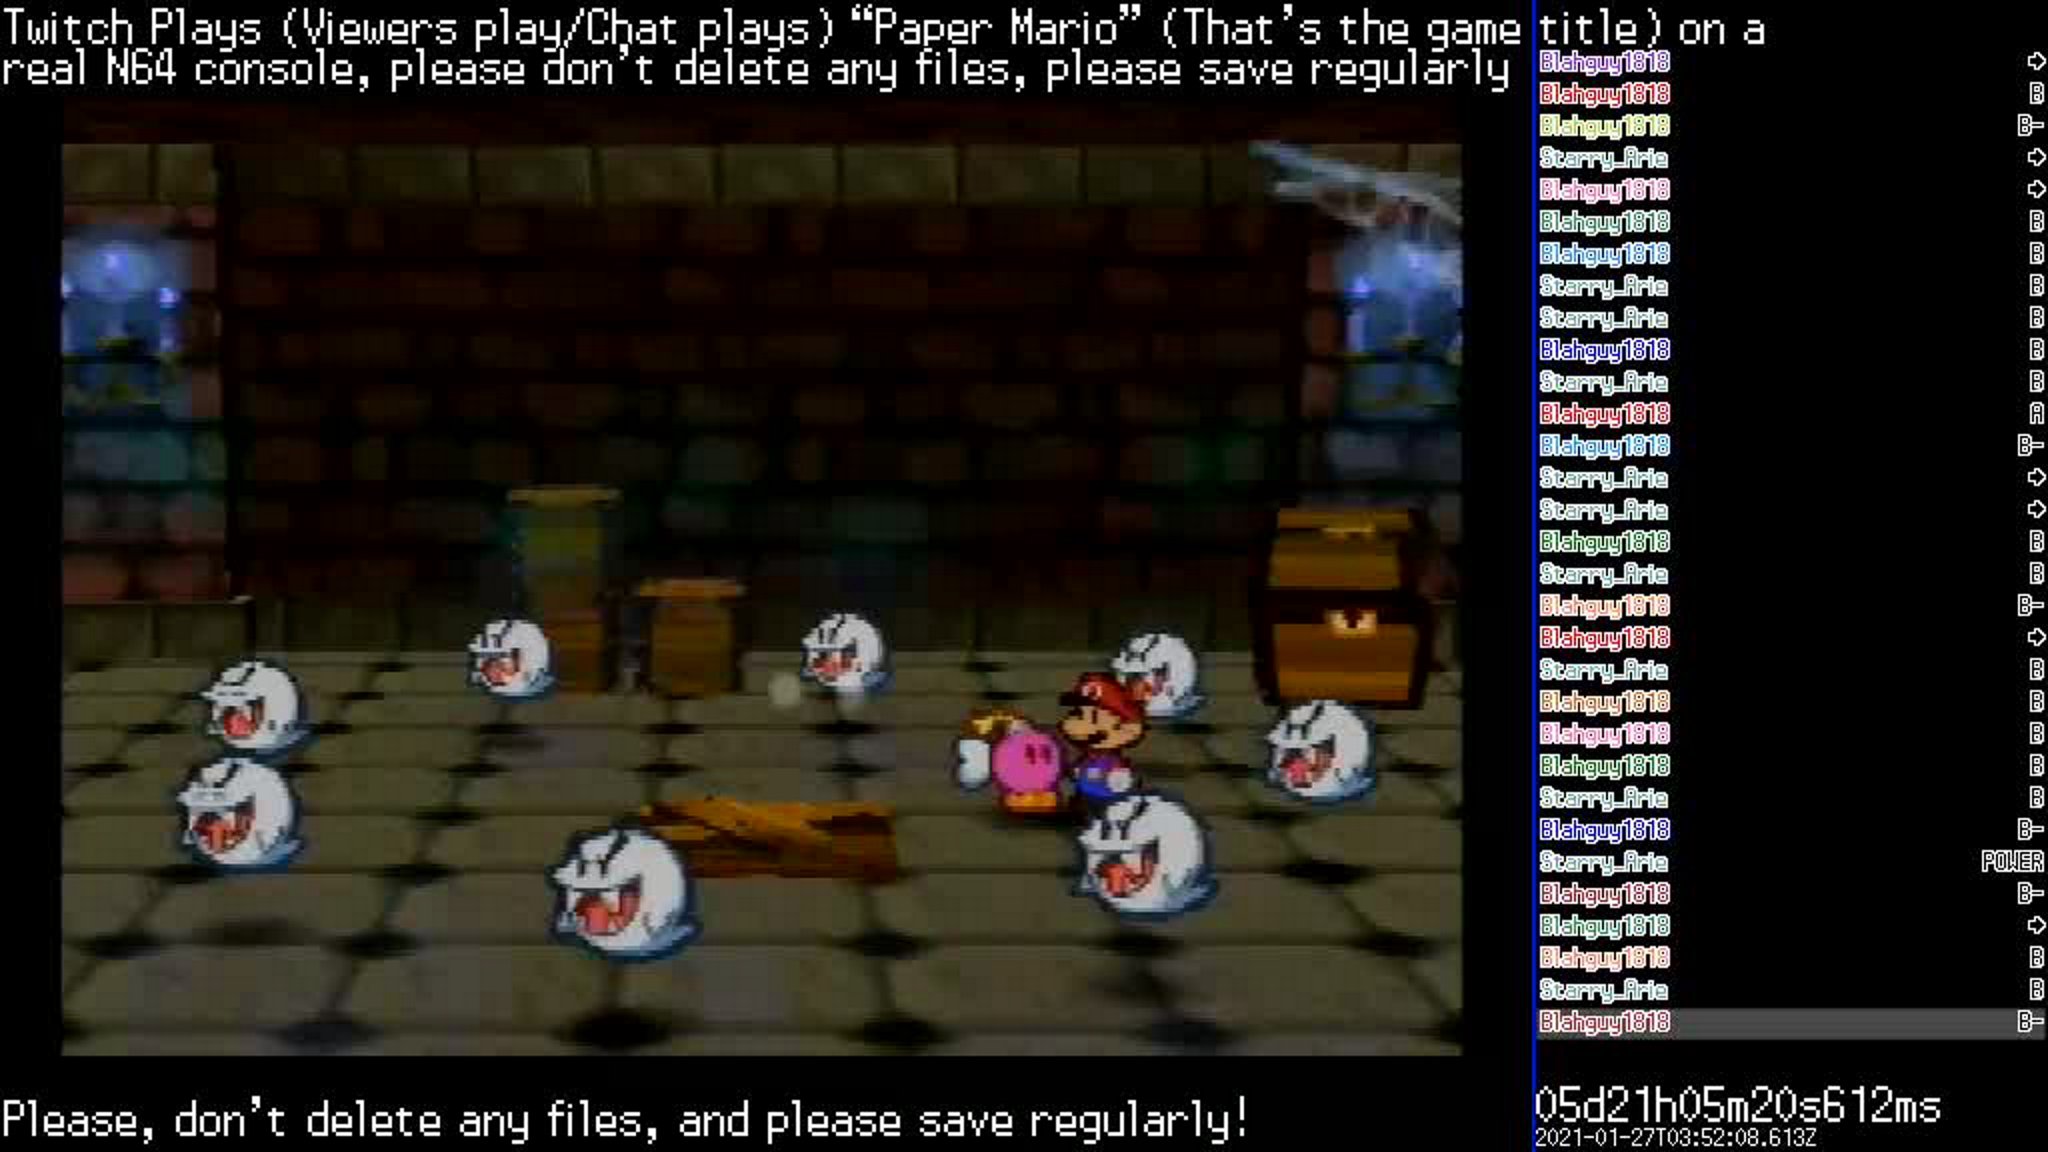 Twitch Plays (Viewers play/Chat plays) “Paper Mario” (That’s the game title) on a
real N64 console, please don’t delete any files, please save regularly
Blahguy1818 ➩
Blahguy1818 B
Blahguy1818 B-
Starry_Arie ➩
Blahguy1818 ➩
Blahguy1818 B
Blahguy1818 B
Starry_Arie B
Starry_Arie B
Blahguy1818 B
Starry_Arie B
Blahguy1818 A
Blahguy1818 B-
Starry_Arie ➩
Starry_Arie ➩
Blahguy1818 B
Starry_Arie B
Blahguy1818 B-
Blahguy1818 ➩
Starry_Arie B
Blahguy1818 B
Blahguy1818 B
Blahguy1818 B
Starry_Arie B
Blahguy1818 B-
Starry_Arie POWER
Blahguy1818 B-
Blahguy1818 ➩
Blahguy1818 B
Starry_Arie B
Blahguy1818 B-
Please, don’t delete any files, and please save regularly!
05d21h05m20s612ms
2021-01-27T03:52:08.613Z